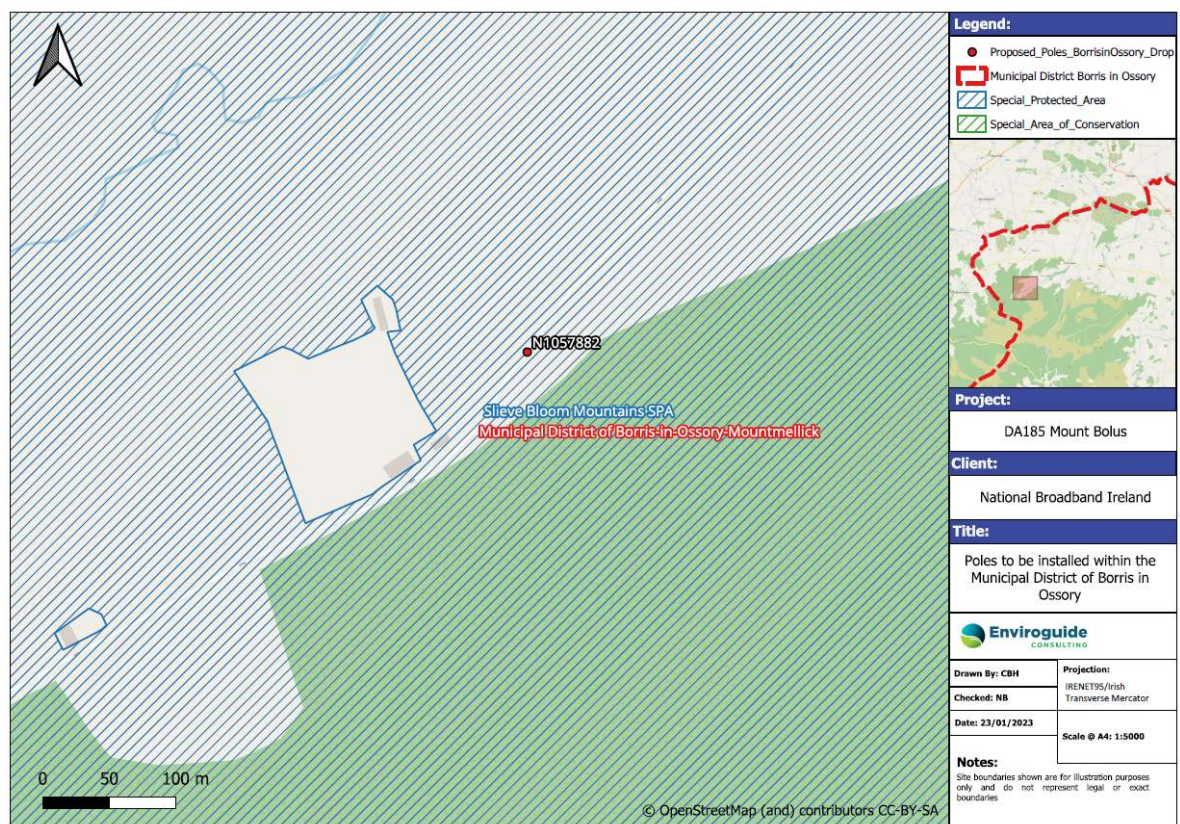 N1057882
Slieve Bloom Mountains SPA
Municipal District of Borris-in-Ossory-Mountmellick
0 50 100 m
© OpenStreetMap (and) contributors CC-BY-SA
Legend:
Proposed_Poles_BorrisinOssory_Drop
Municipal District Borris in Ossory
Special_Protected_Area
Special_Area_of_Conservation
Project:
DA185 Mount Bolus
Client:
National Broadband Ireland
Title:
Poles to be installed within the
Municipal District of Borris in
Ossory
Enviroguide
CONSULTING
Drawn By: CBH
Checked: NB
Date: 23/01/2023
Projection:
IRENET95/Irish
Transverse Mercator
Scale @ A4: 1:5000
Notes:
Site boundaries shown are for illustration purposes
only and do not represent legal or exact
boundaries